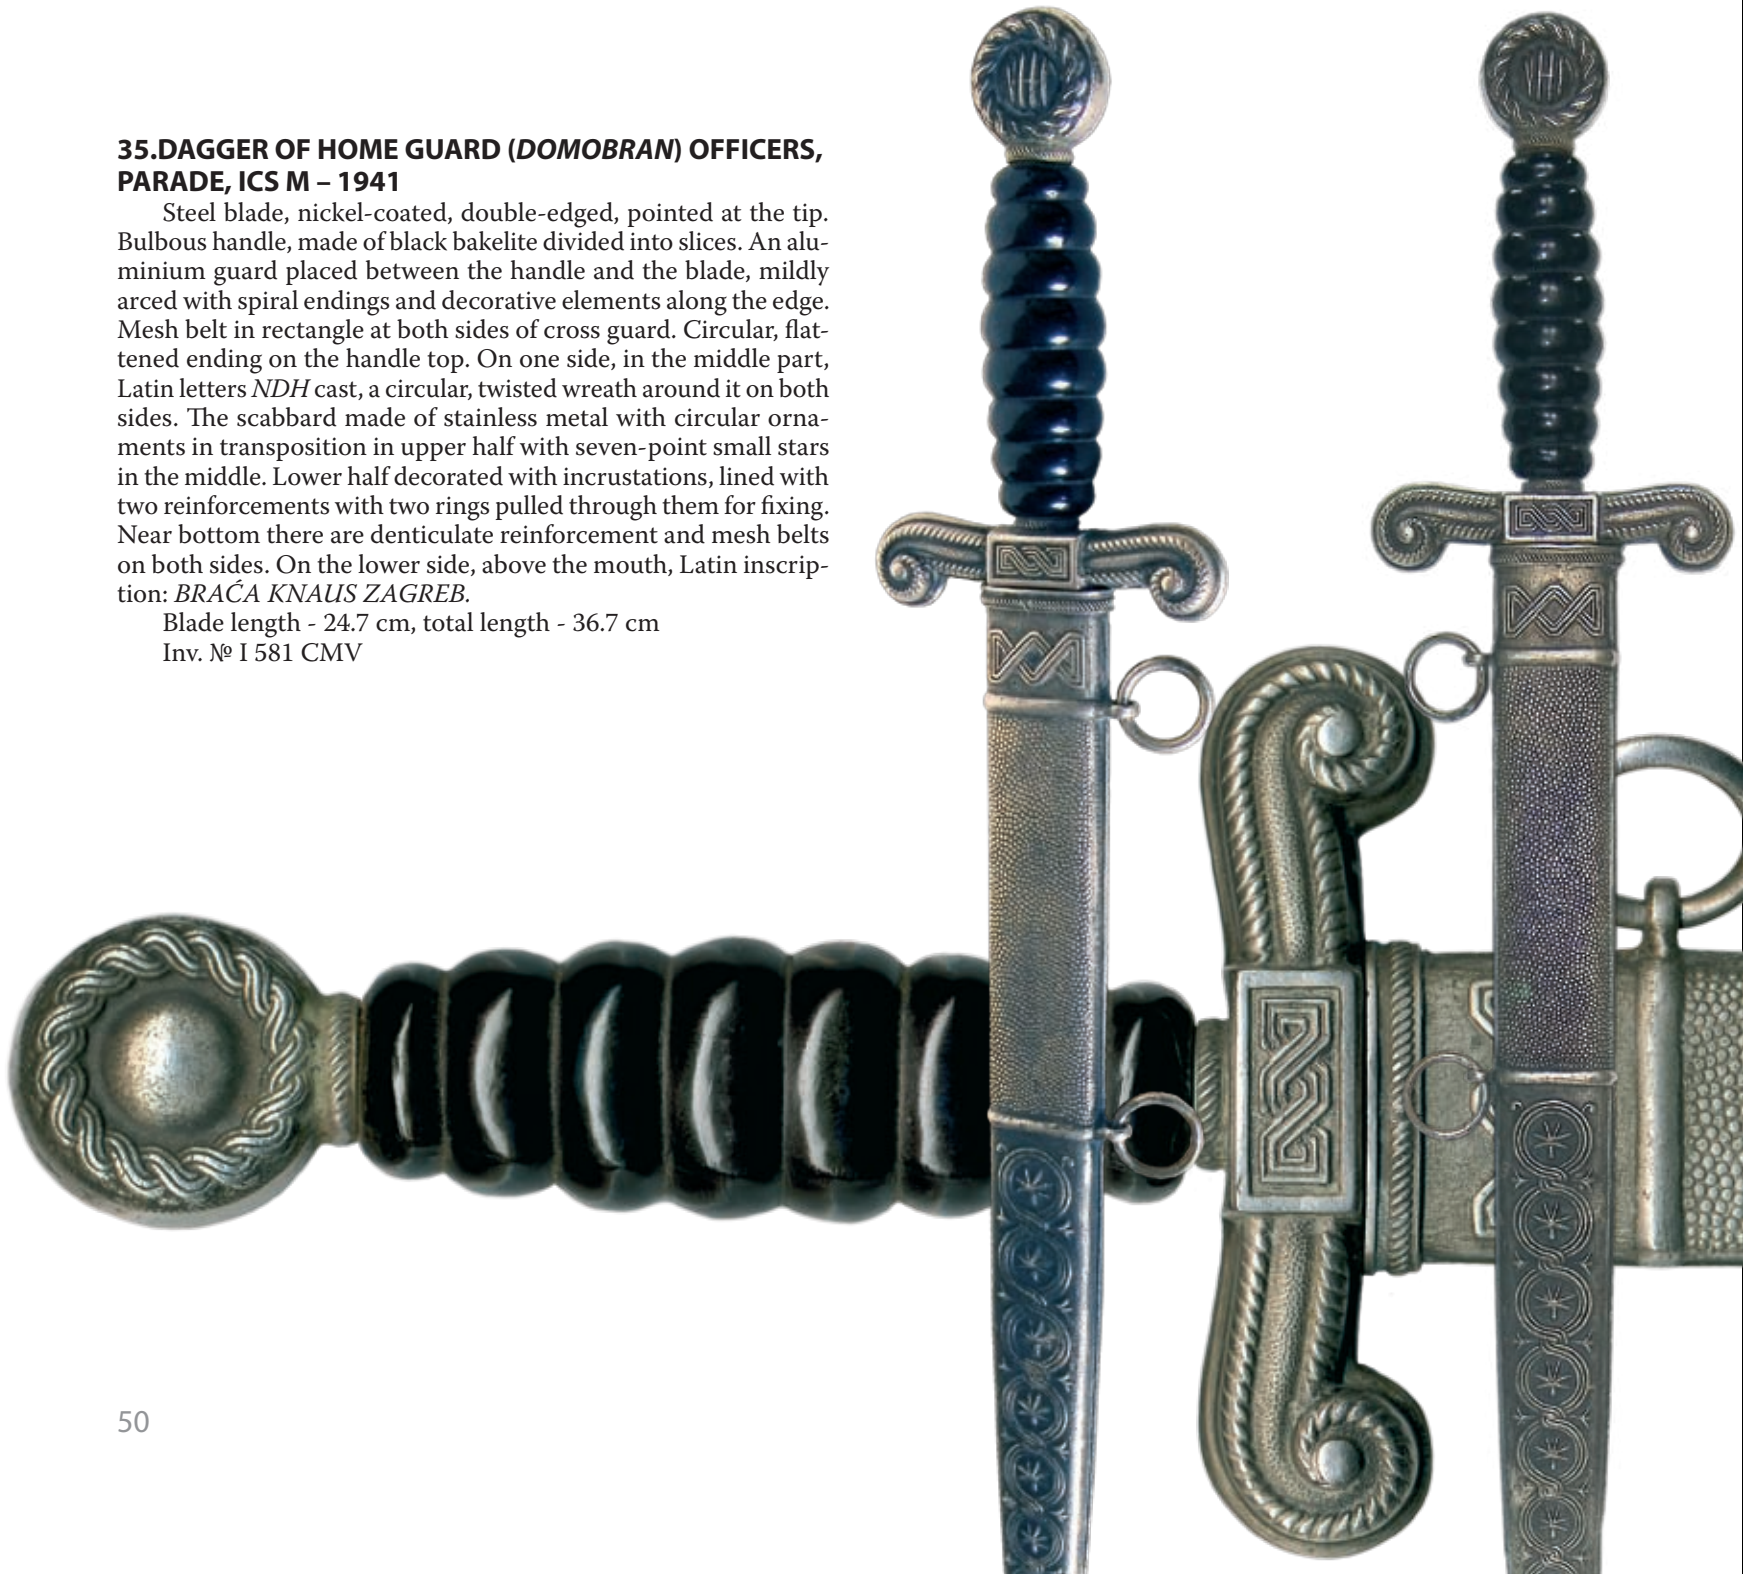 35.DAGGER OF HOME GUARD (DOMOBRAN) OFFICERS,
PARADE, ICS M – 1941
Steel blade, nickel-coated, double-edged, pointed at the tip.
Bulbous handle, made of black bakelite divided into slices. An alu-
minium guard placed between the handle and the blade, mildly
arced with spiral endings and decorative elements along the edge.
Mesh belt in rectangle at both sides of cross guard. Circular, flat-
tened ending on the handle top. On one side, in the middle part,
Latin letters NDH cast, a circular, twisted wreath around it on both
sides. The scabbard made of stainless metal with circular orna-
ments in transposition in upper half with seven-point small stars
in the middle. Lower half decorated with incrustations, lined with
two reinforcements with two rings pulled through them for fixing.
Near bottom there are denticulate reinforcement and mesh belts
on both sides. On the lower side, above the mouth, Latin inscrip-
tion: BRAĆA KNAUS ZAGREB.
Blade length - 24.7 cm, total length - 36.7 cm
Inv. № I 581 CMV
50